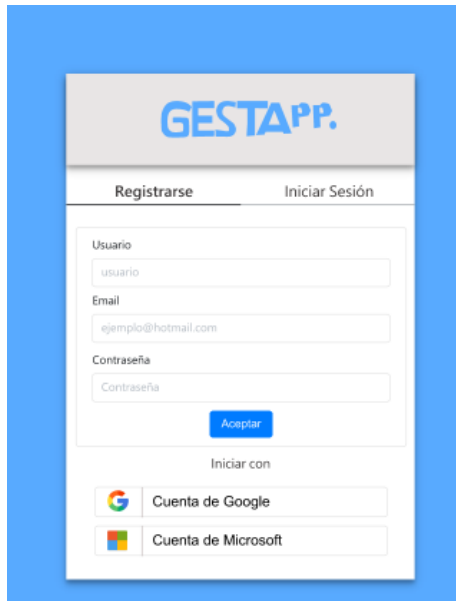 GESTAPP.
Registrarse Iniciar Sesión
Usuario
usuario
Email
ejemplo@hotmail.com
Contraseña
Contraseña
Aceptar
Iniciar con
Cuenta de Google
Cuenta de Microsoft